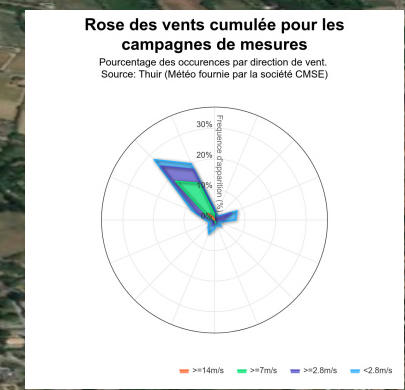 Rose des vents cumulée pour les
campagnes de mesures
Pourcentage des occurences par direction de vent.
Source: Thuir (Météo fournie par la société CMSE)
30%
20%
10%
0%
Frequence d'apparition (%)
>=14m/s >=7m/s >=2.8m/s <2.8m/s